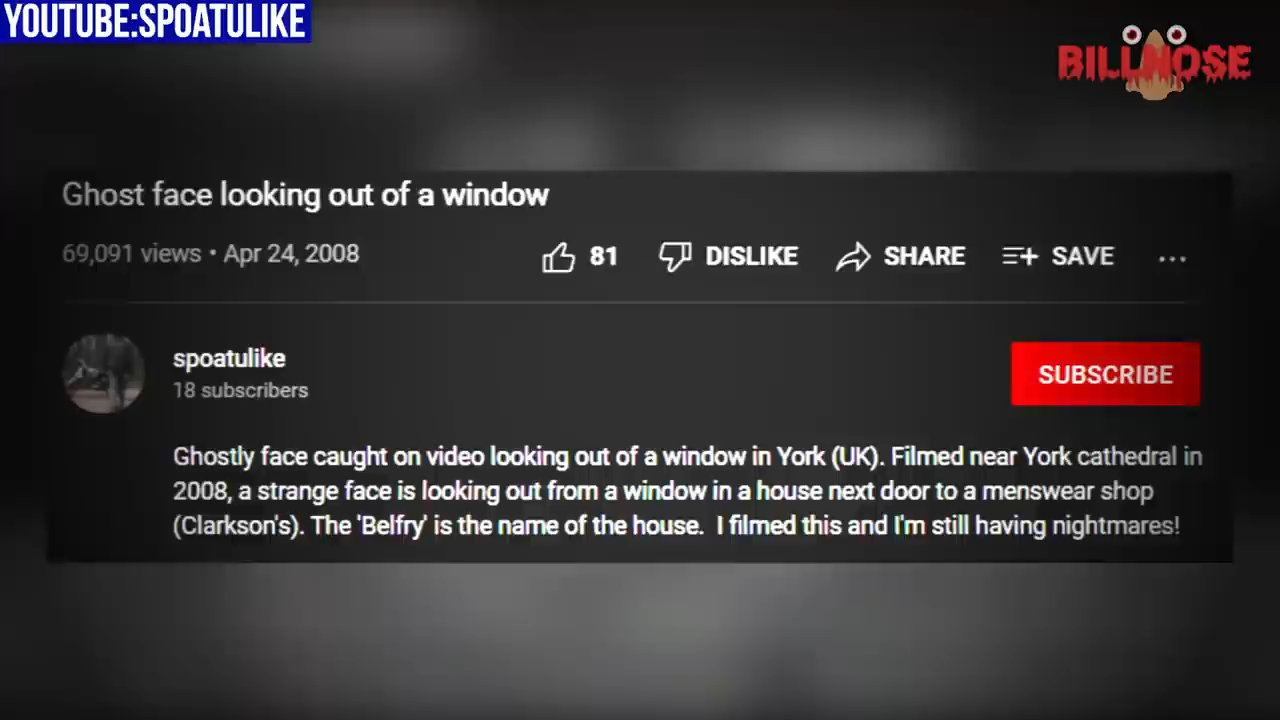 YOUTUBE:SPOATULIKE
BILLNOSE
Ghost face looking out of a window
69,091 views • Apr 24, 2008
81 DISLIKE SHARE SAVE ...
spoatulike
18 subscribers
SUBSCRIBE
Ghostly face caught on video looking out of a window in York (UK). Filmed near York cathedral in
2008, a strange face is looking out from a window in a house next door to a menswear shop
(Clarkson's). The 'Belfry' is the name of the house. I filmed this and I'm still having nightmares!